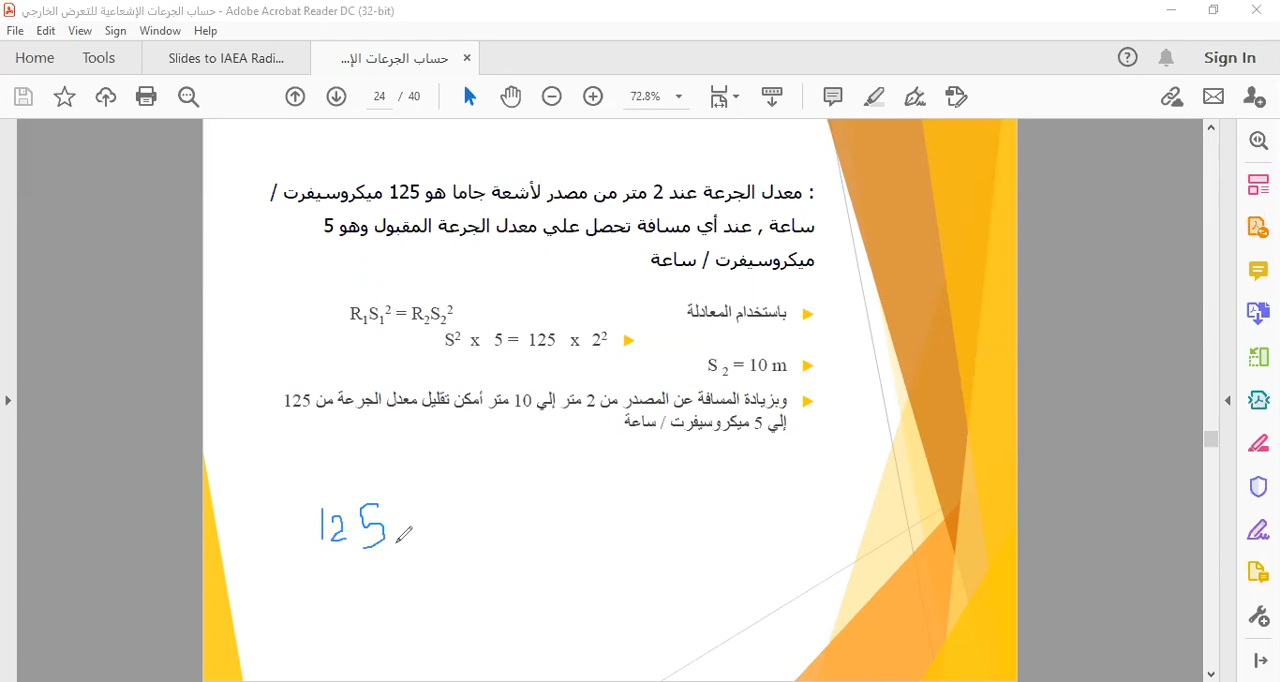 حساب الجرعات الإشعاعية للتعرض الخارجي - Adobe Acrobat Reader DC (32-bit)
File Edit View Sign Window Help
Home Tools Slides to IAEA Radi... حساب الجرعات الإ... × Sign In
24 / 40 72.8%
: معدل الجرعة عند 2 متر من مصدر لأشعة جاما هو 125 ميكروسيفرت /
ساعة , عند أي مسافة تحصل علي معدل الجرعة المقبول وهو 5
ميكروسيفرت / ساعة
باستخدام المعادلة R₁S₁² = R₂S₂²
S² x 5 = 125 x 2²
S ₂ = 10 m
وبزيادة المسافة عن المصدر من 2 متر إلي 10 متر أمكن تقليل معدل الجرعة من 125
إلي 5 ميكروسيفرت / ساعة
125